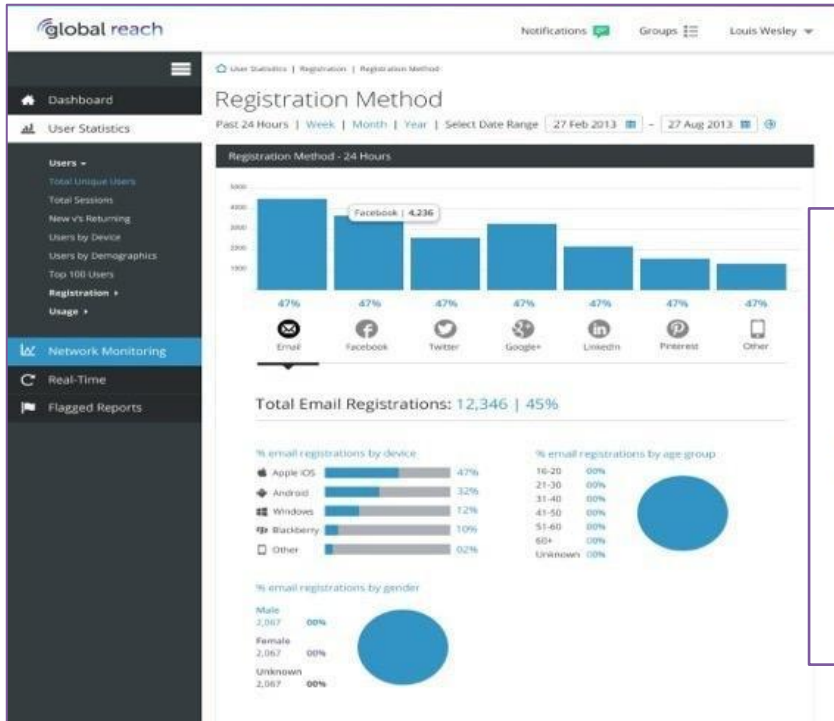 global reach
Notifications Groups Louis Wesley
User Statistics | Registration | Registration Method
Dashboard
User Statistics
Users
Total Unique Users
Total Sessions
New v's Returning
Users by Device
Users by Demographics
Top 100 Users
Registration
Usage
Network Monitoring
Real-Time
Flagged Reports
Registration Method
Past 24 Hours | Week | Month | Year | Select Date Range 27 Feb 2013 - 27 Aug 2013
Registration Method - 24 Hours
5000
4000
3000
2000
1000
Facebook | 4,236
47% 47% 47% 47% 47% 47% 47%
Email Facebook Twitter Google+ LinkedIn Pinterest Other
Total Email Registrations: 12,346 | 45%
% email registrations by device
Apple iOS 47%
Android 32%
Windows 12%
Blackberry 10%
Other 02%
% email registrations by age group
16-20 00%
21-30 00%
31-40 00%
41-50 00%
51-60 00%
60+ 00%
Unknown 00%
% email registrations by gender
Male
2,067 00%
Female
2,067 00%
Unknown
2,067 00%